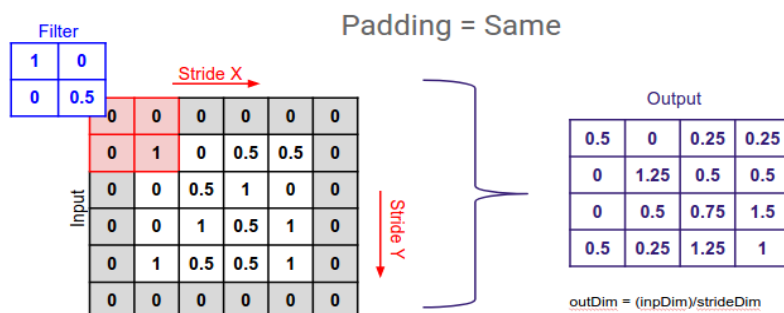 Padding = Same
Filter
1 0
0 0.5
Stride X
0 0 0 0 0 0
0 1 0 0.5 0.5 0
0 0 0.5 1 0 0
0 0 1 0.5 1 0
0 1 0.5 0.5 1 0
0 0 0 0 0 0
Input
Stride Y
Output
0.5 0 0.25 0.25
0 1.25 0.5 0.5
0 0.5 0.75 1.5
0.5 0.25 1.25 1
outDim = (inpDim)/strideDim